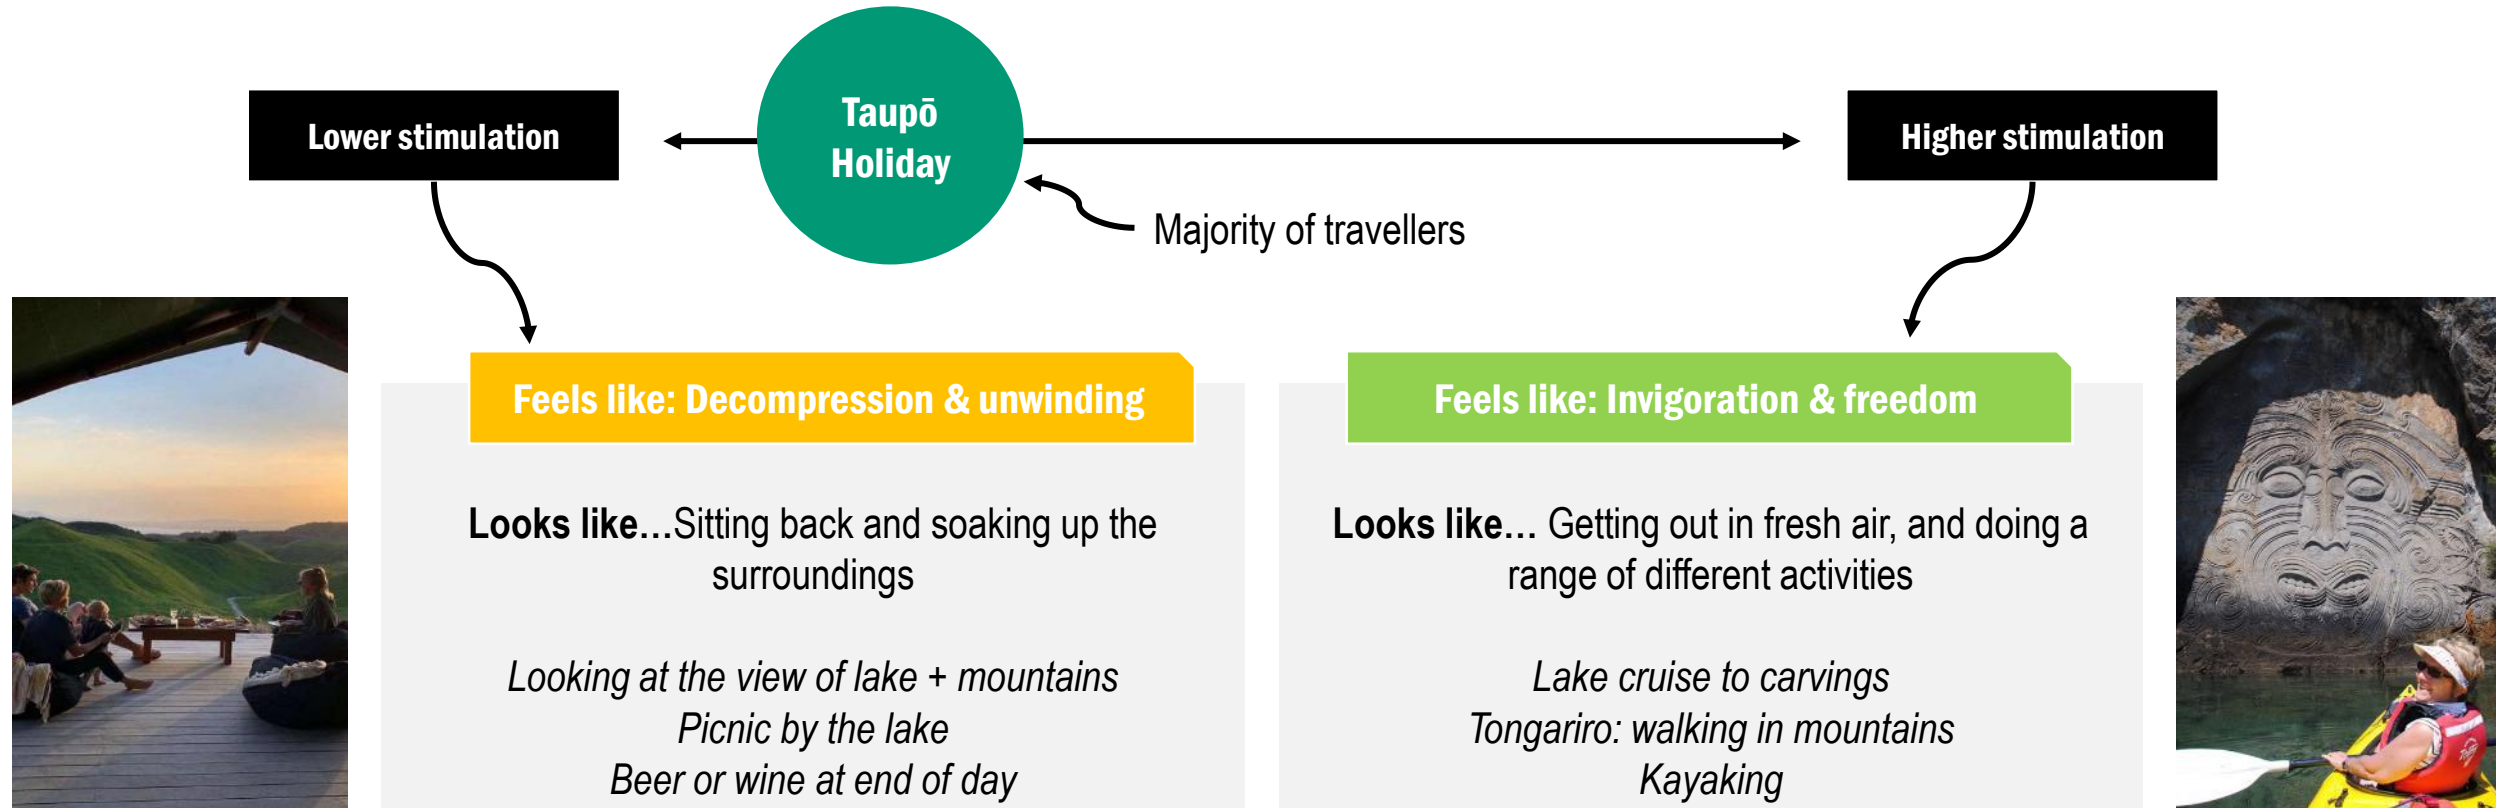 Taupō
Holiday
Lower stimulation
Higher stimulation
Majority of travellers
Feels like: Decompression & unwinding
Looks like…Sitting back and soaking up the
surroundings
Looking at the view of lake + mountains
Picnic by the lake
Beer or wine at end of day
Feels like: Invigoration & freedom
Looks like… Getting out in fresh air, and doing a
range of different activities
Lake cruise to carvings
Tongariro: walking in mountains
Kayaking